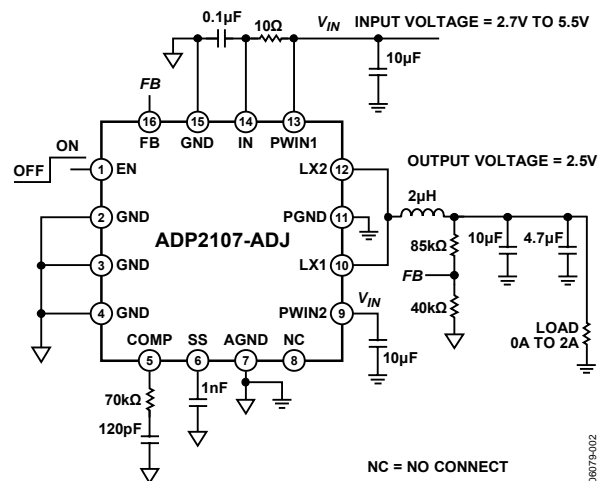 0.1µF
10Ω
VIN
INPUT VOLTAGE = 2.7V TO 5.5V
10µF
FB
16
15
14
13
FB
GND
IN
PWIN1
ON
OFF
1
EN
LX2
12
OUTPUT VOLTAGE = 2.5V
2µH
2
GND
PGND
11
ADP2107-ADJ
85kΩ
10µF
4.7µF
3
GND
LX1
10
FB
40kΩ
4
GND
PWIN2
9
VIN
LOAD
0A TO 2A
COMP
SS
AGND
NC
5
6
7
8
10µF
70kΩ
1nF
120pF
NC = NO CONNECT
06079-002